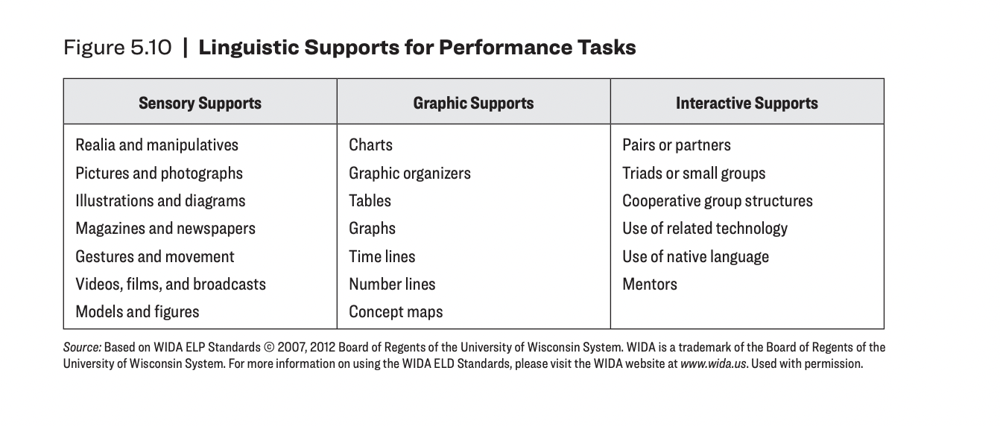 Figure 5.10 | Linguistic Supports for Performance Tasks
Sensory Supports
Graphic Supports
Interactive Supports
Realia and manipulatives
Pictures and photographs
Illustrations and diagrams
Magazines and newspapers
Gestures and movement
Videos, films, and broadcasts
Models and figures
Charts
Graphic organizers
Tables
Graphs
Time lines
Number lines
Concept maps
Pairs or partners
Triads or small groups
Cooperative group structures
Use of related technology
Use of native language
Mentors
Source: Based on WIDA ELP Standards © 2007, 2012 Board of Regents of the University of Wisconsin System. WIDA is a trademark of the Board of Regents of the
University of Wisconsin System. For more information on using the WIDA ELD Standards, please visit the WIDA website at www.wida.us. Used with permission.